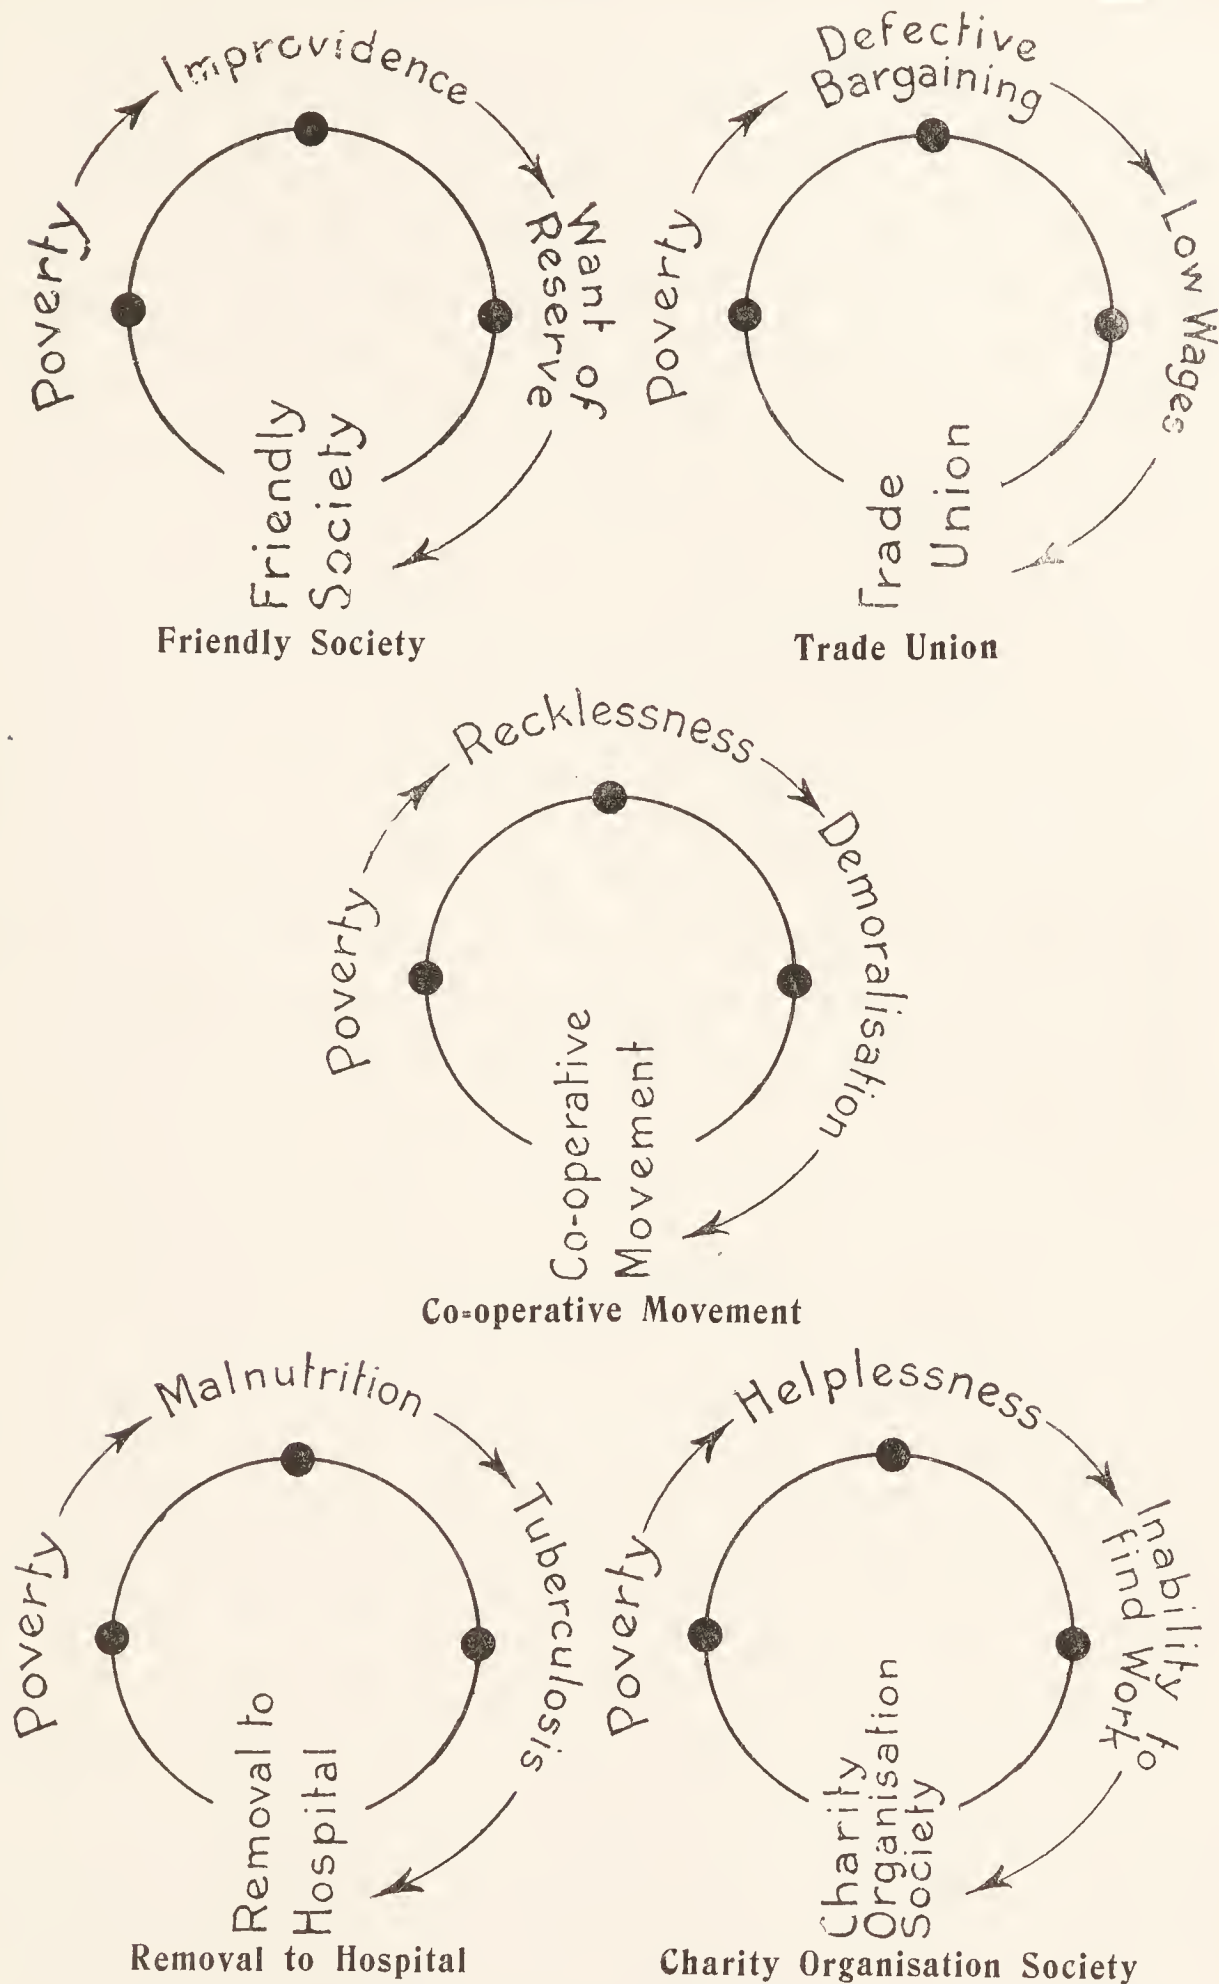 Poverty
Improvidence
Want of
Reserve
Friendly
Society
Friendly Society
Poverty
Defective
Bargaining
Low Wages
Trade
Union
Trade Union
Poverty
Recklessness
Demoralisation
Co-operative
Movement
Co-operative Movement
Poverty
Malnutrition
Tuberculosis
Removal to
Hospital
Removal to Hospital
Poverty
Helplessness
Inability to
Find Work
Charity
Organisation
Society
Charity Organisation Society